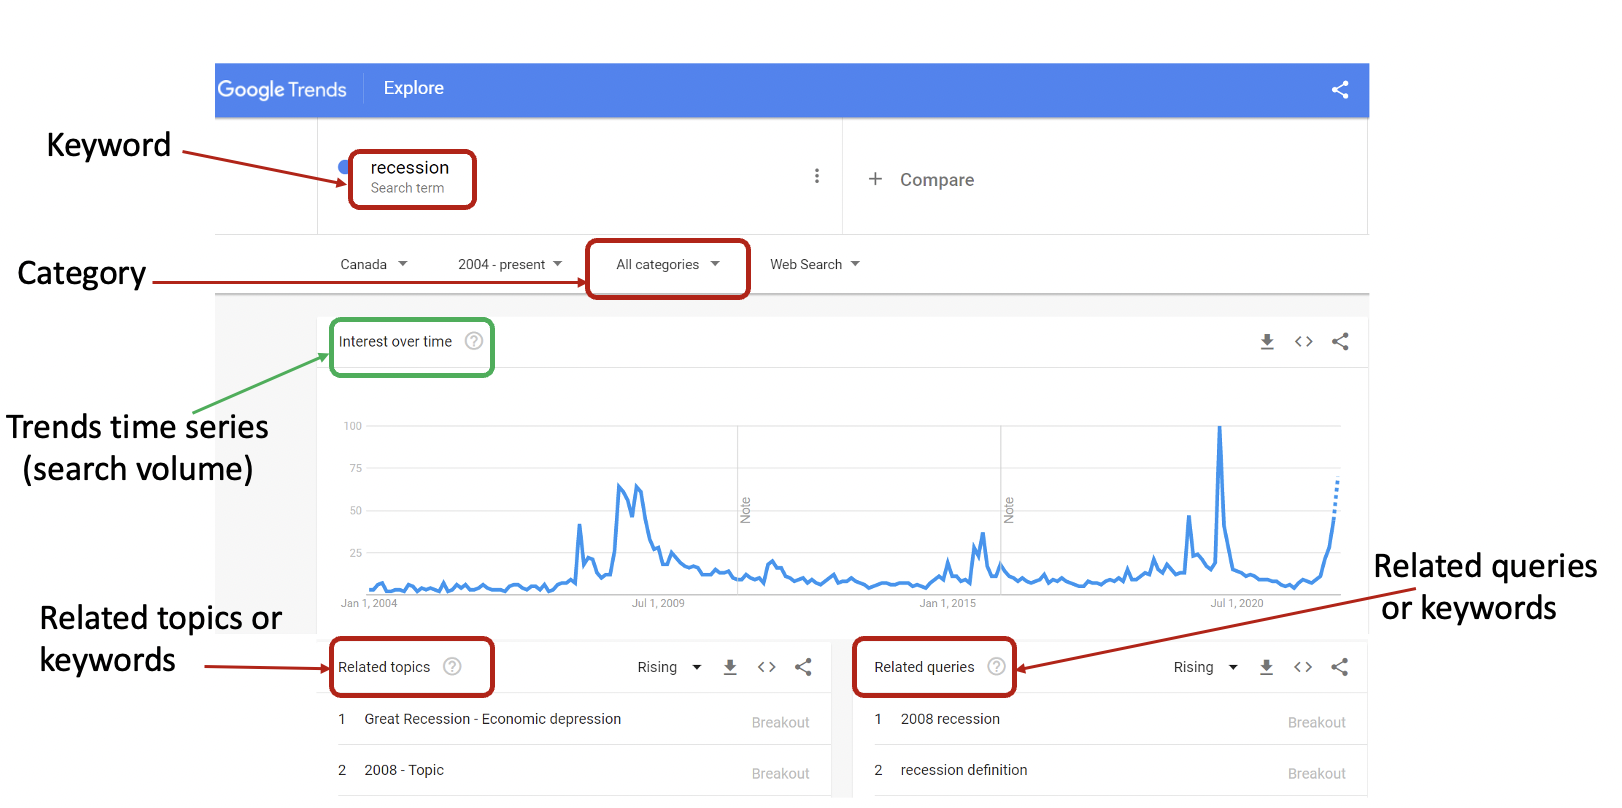 Google Trends Explore
Keyword
recession
Search term
+ Compare
Category
Canada 2004 - present All categories Web Search
Interest over time ?
Trends time series
(search volume)
100
75
50
25
Note
Note
Jan 1, 2004 Jul 1, 2009 Jan 1, 2015 Jul 1, 2020
Related queries
or keywords
Related topics or
keywords
Related topics ? Rising
1 Great Recession - Economic depression Breakout
2 2008 - Topic Breakout
Related queries ? Rising
1 2008 recession Breakout
2 recession definition Breakout